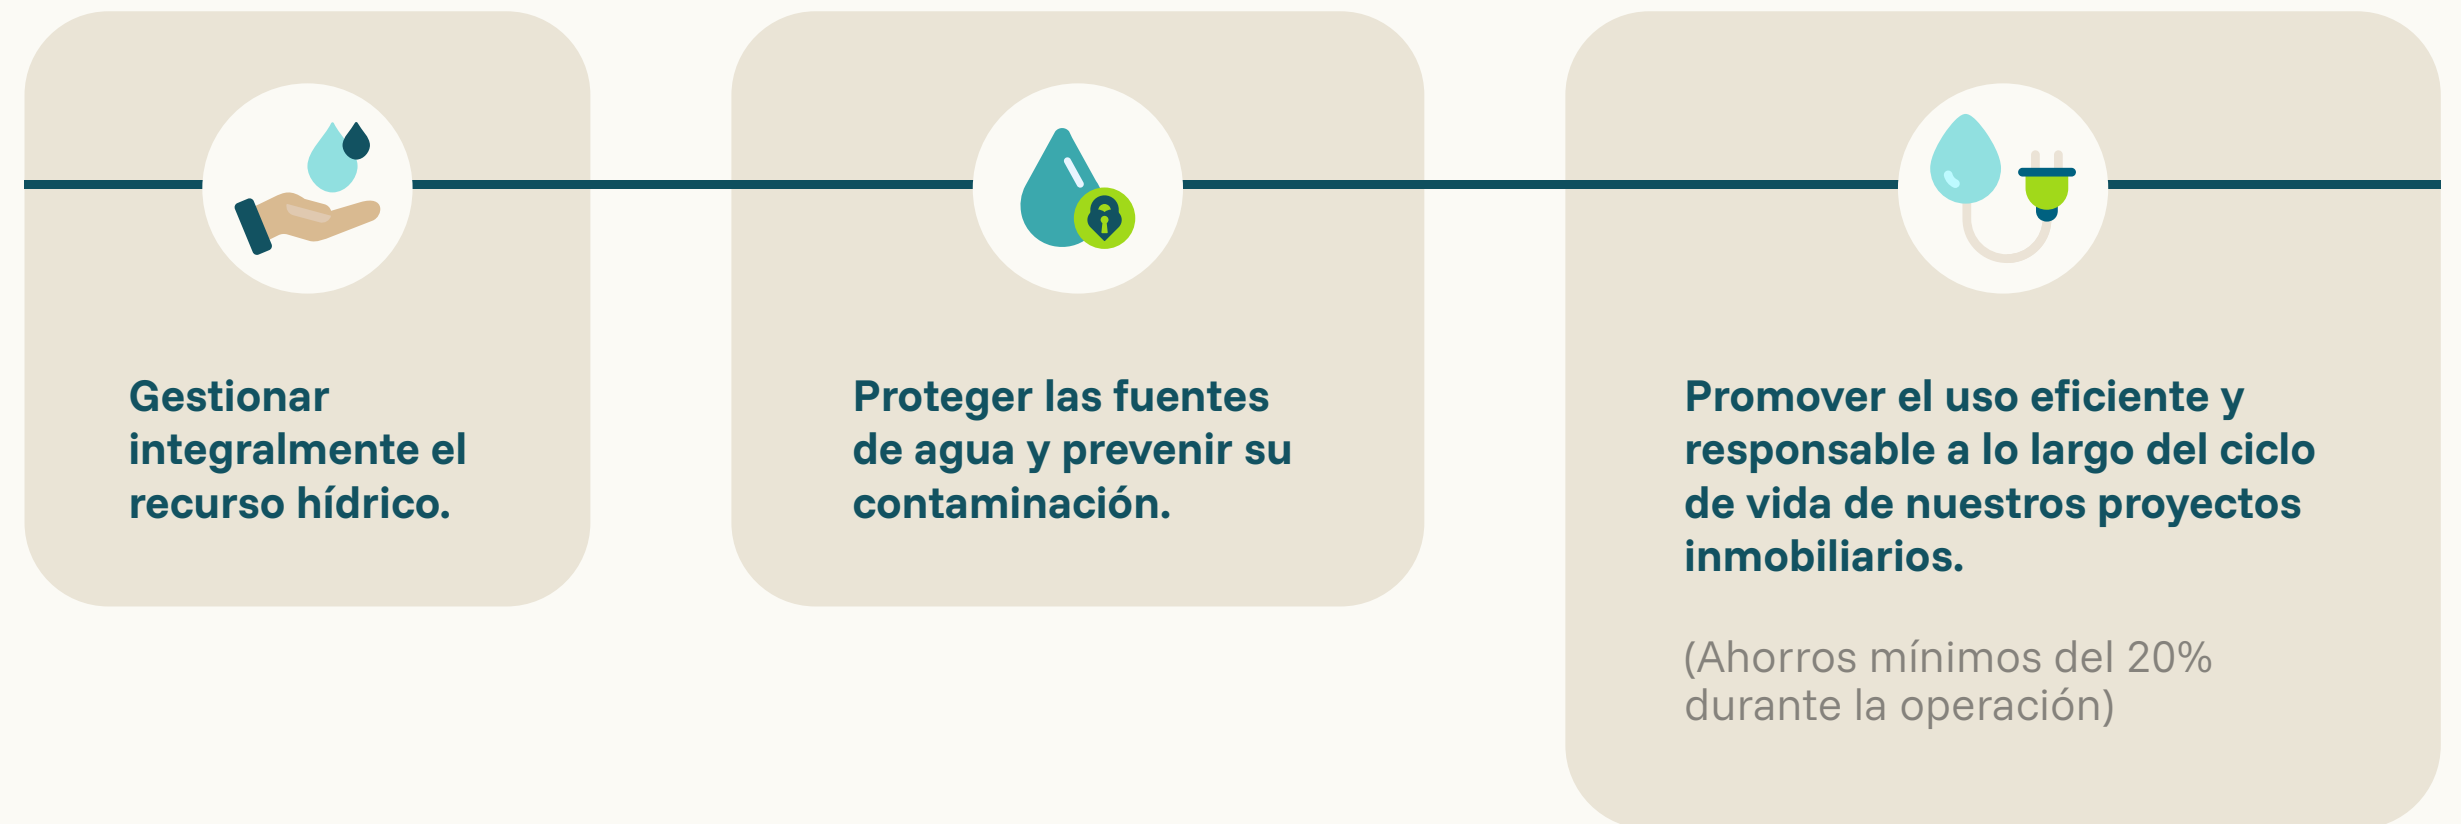 Gestionar
integralmente el
recurso hídrico.
Proteger las fuentes
de agua y prevenir su
contaminación.
Promover el uso eficiente y
responsable a lo largo del ciclo
de vida de nuestros proyectos
inmobiliarios.
(Ahorros mínimos del 20%
durante la operación)